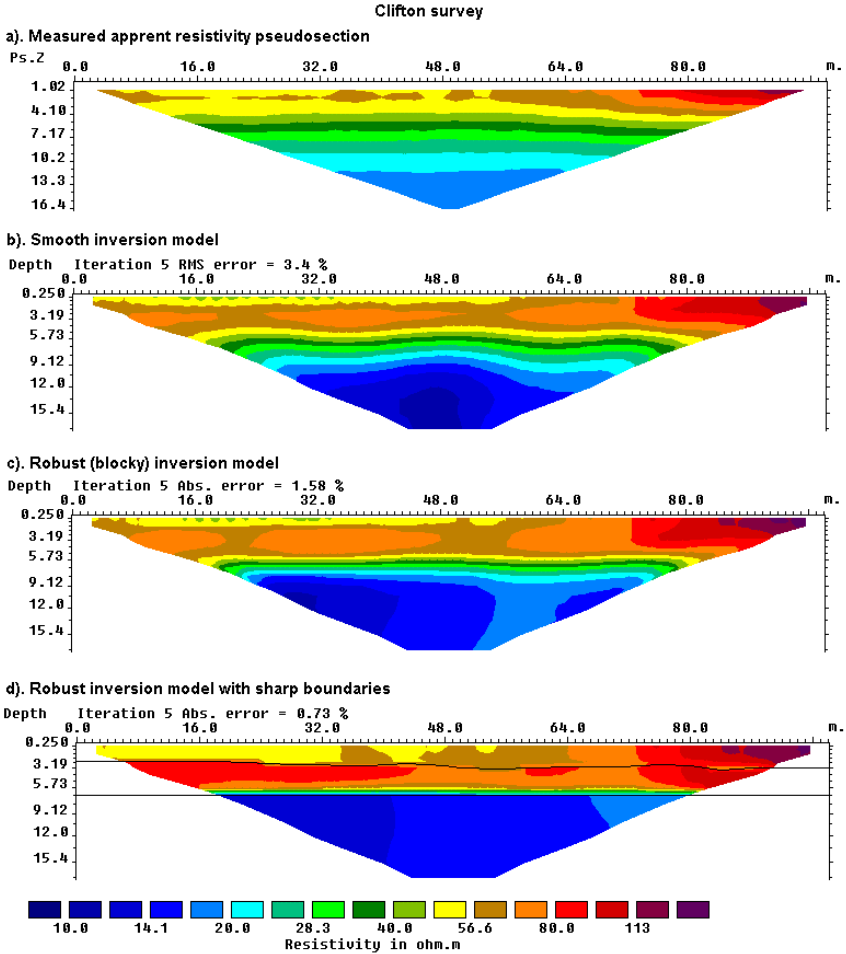 Clifton survey
a). Measured apprent resistivity pseudosection
Ps.Z 0.0 16.0 32.0 48.0 64.0 80.0 m.
1.02
4.10
7.17
10.2
13.3
16.4
b). Smooth inversion model
Depth Iteration 5 RMS error = 3.4 %
0.0 16.0 32.0 48.0 64.0 80.0 m.
0.250
3.19
5.73
9.12
12.0
15.4
c). Robust (blocky) inversion model
Depth Iteration 5 Abs. error = 1.58 %
0.0 16.0 32.0 48.0 64.0 80.0 m.
0.250
3.19
5.73
9.12
12.0
15.4
d). Robust inversion model with sharp boundaries
Depth Iteration 5 Abs. error = 0.73 %
0.0 16.0 32.0 48.0 64.0 80.0 m.
0.250
3.19
5.73
9.12
12.0
15.4
10.0 14.1 20.0 28.3 40.0 56.6 80.0 113
Resistivity in ohm.m